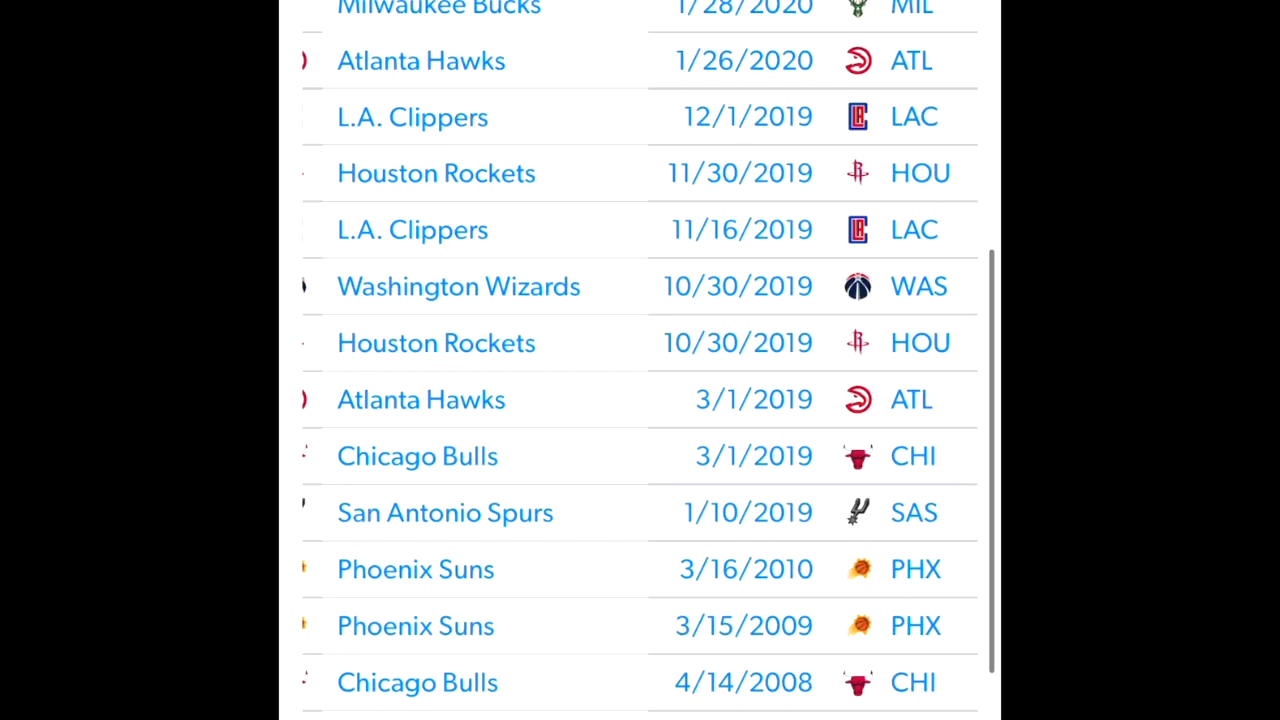 Milwaukee Bucks 1/28/2020 MIL
Atlanta Hawks 1/26/2020 ATL
L.A. Clippers 12/1/2019 LAC
Houston Rockets 11/30/2019 HOU
L.A. Clippers 11/16/2019 LAC
Washington Wizards 10/30/2019 WAS
Houston Rockets 10/30/2019 HOU
Atlanta Hawks 3/1/2019 ATL
Chicago Bulls 3/1/2019 CHI
San Antonio Spurs 1/10/2019 SAS
Phoenix Suns 3/16/2010 PHX
Phoenix Suns 3/15/2009 PHX
Chicago Bulls 4/14/2008 CHI